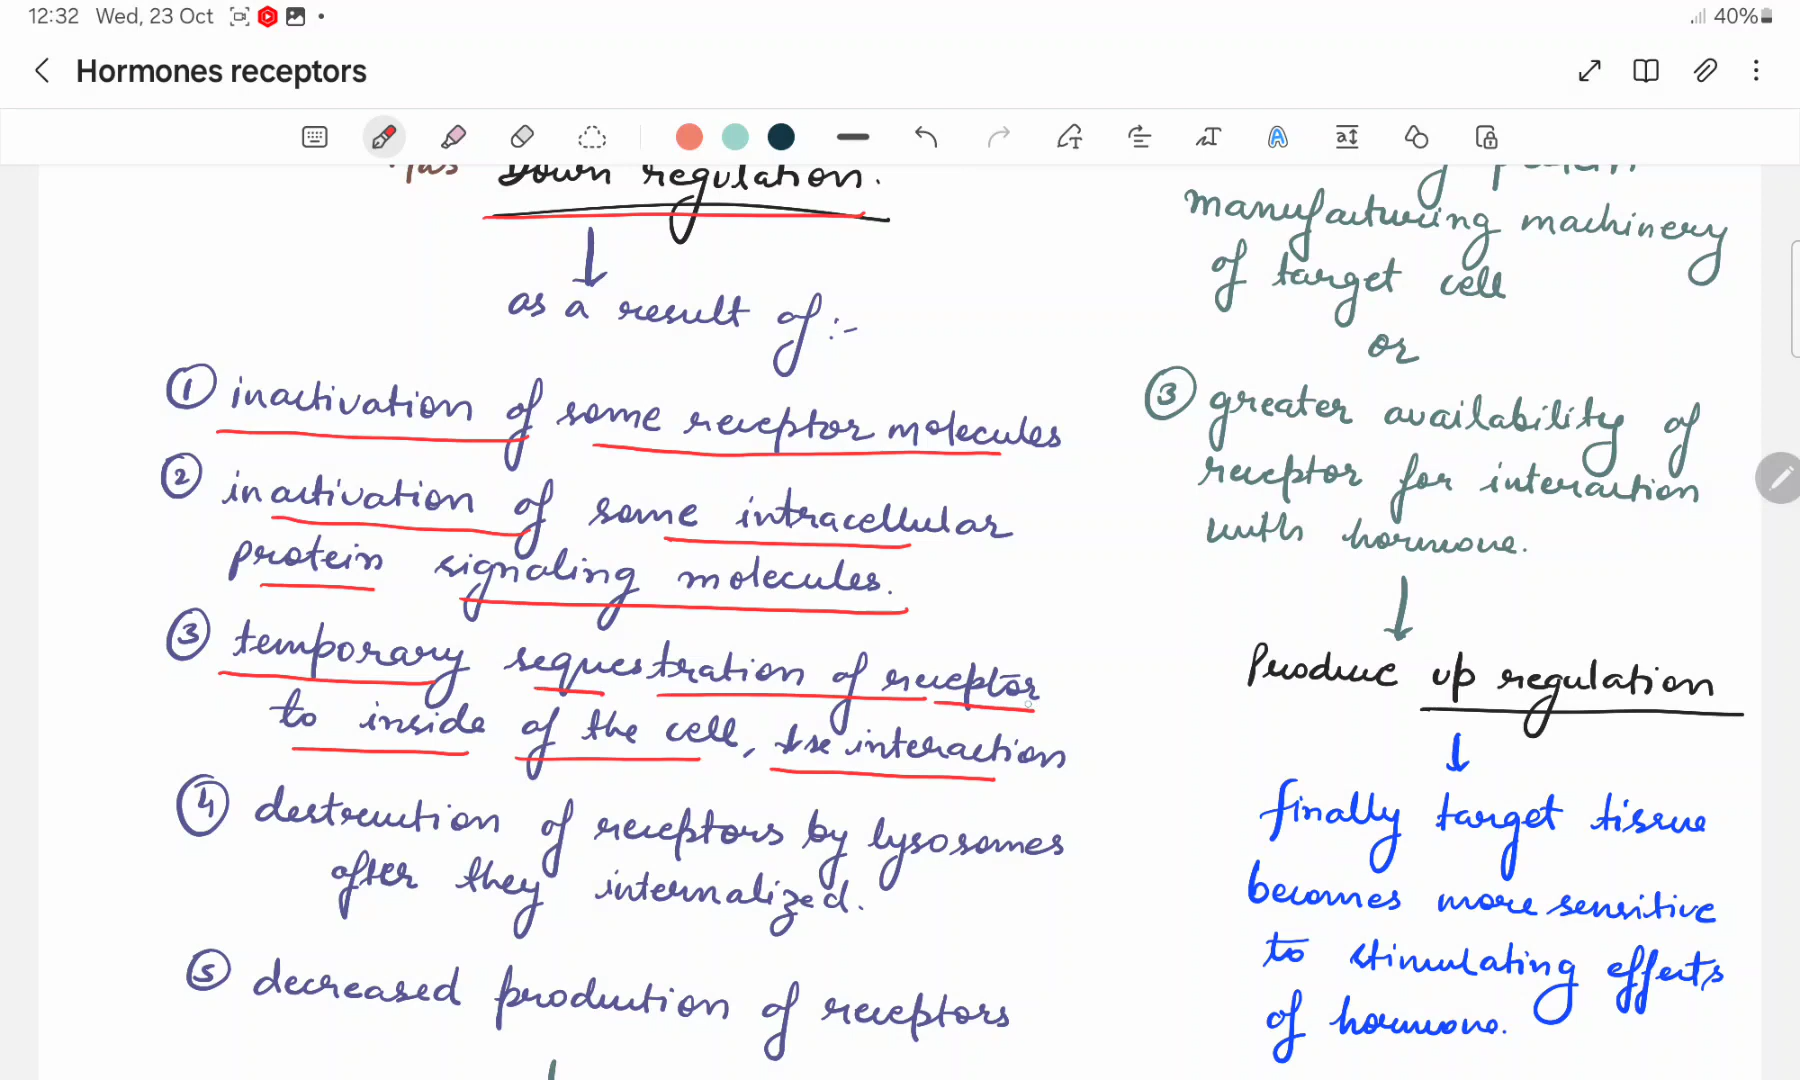 12:32 Wed, 23 Oct
40%
Hormones receptors
Down regulation.
as a result of :-
① inactivation of some receptor molecules
② inactivation of some intracellular
protein signaling molecules.
③ temporary sequestration of receptor
to inside of the cell, ↓se interaction
④ destruction of receptors by lysosomes
after they internalized.
⑤ decreased production of receptors
manufacturing machinery
of target cell
or
③ greater availability of
receptor for interaction
with hormone.
Produce up regulation
finally target tissue
becomes more sensitive
to stimulating effects
of hormone.